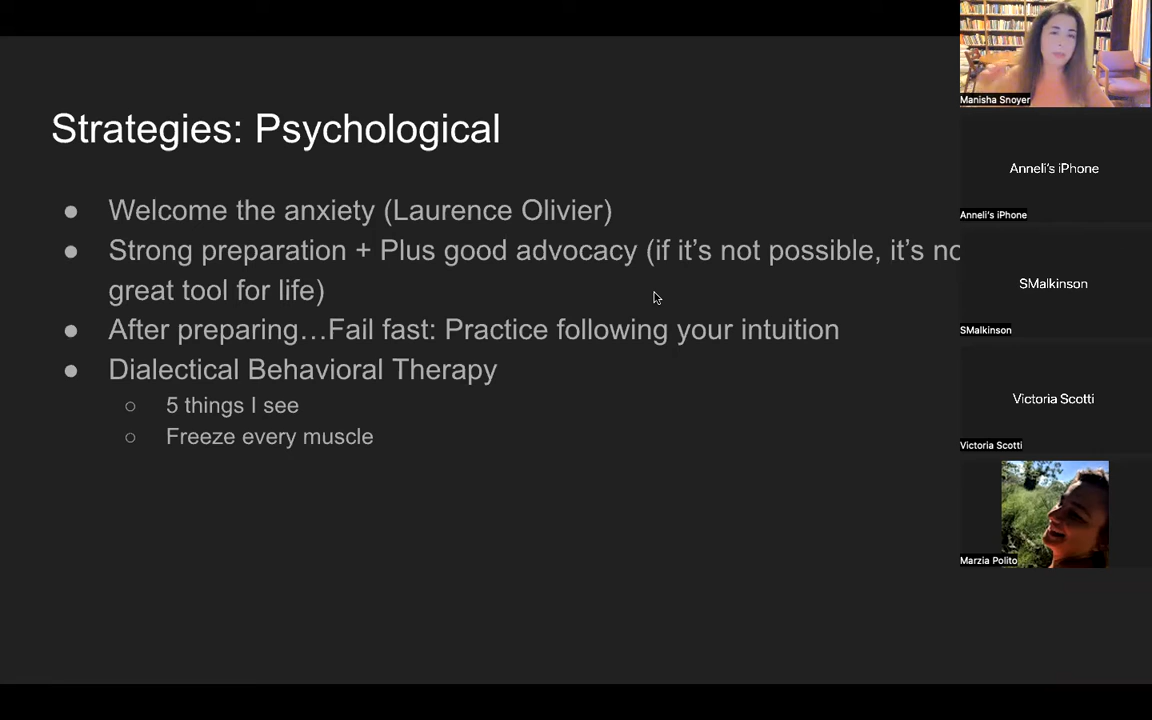 Strategies: Psychological
● Welcome the anxiety (Laurence Olivier)
● Strong preparation + Plus good advocacy (if it’s not possible, it’s
great tool for life)
● After preparing…Fail fast: Practice following your intuition
● Dialectical Behavioral Therapy
○ 5 things I see
○ Freeze every muscle
Manisha Snoyer
Anneli’s iPhone
Anneli’s iPhone
SMalkinson
SMalkinson
Victoria Scotti
Victoria Scotti
Marzia Polito